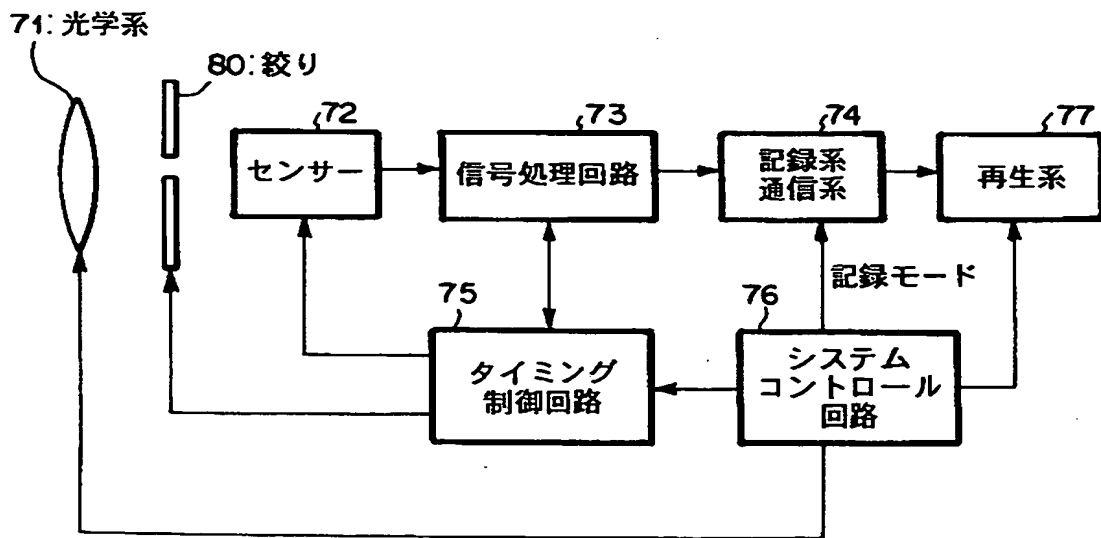 71:光学系
80:絞り
72
センサー
73
信号処理回路
74
記録系
通信系
77
再生系
記録モード
75
タイミング
制御回路
76
システム
コントロール
回路